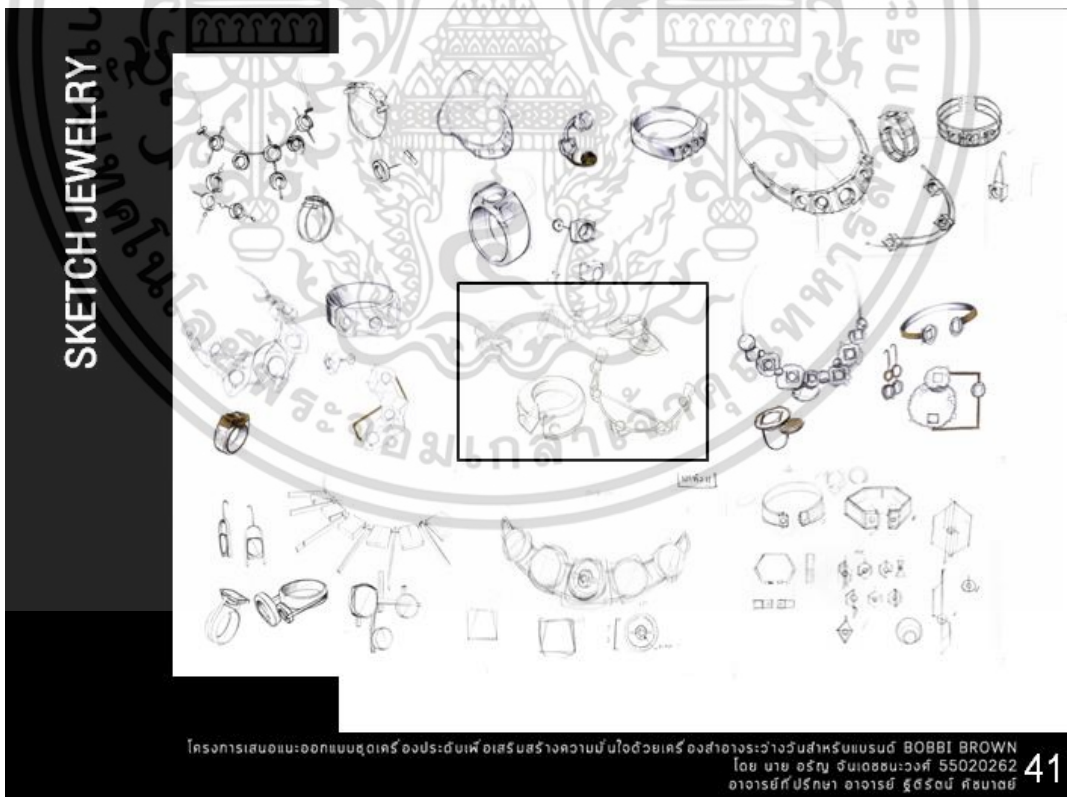 SKETCH JEWELRY
โครงการเสนอแนะออกแบบชุดเครื่องประดับเพื่อเสริมสร้างความมั่นใจด้วยเครื่องสำอางระว่างวันสำหรับแบรนด์ BOBBI BROWN
โดย นาย อรัญ จันเดชชนะวงศ์ 55020262
อาจารย์ที่ปรึกษา อาจารย์ ฐิติรัตน์ คัชมาตย์
41